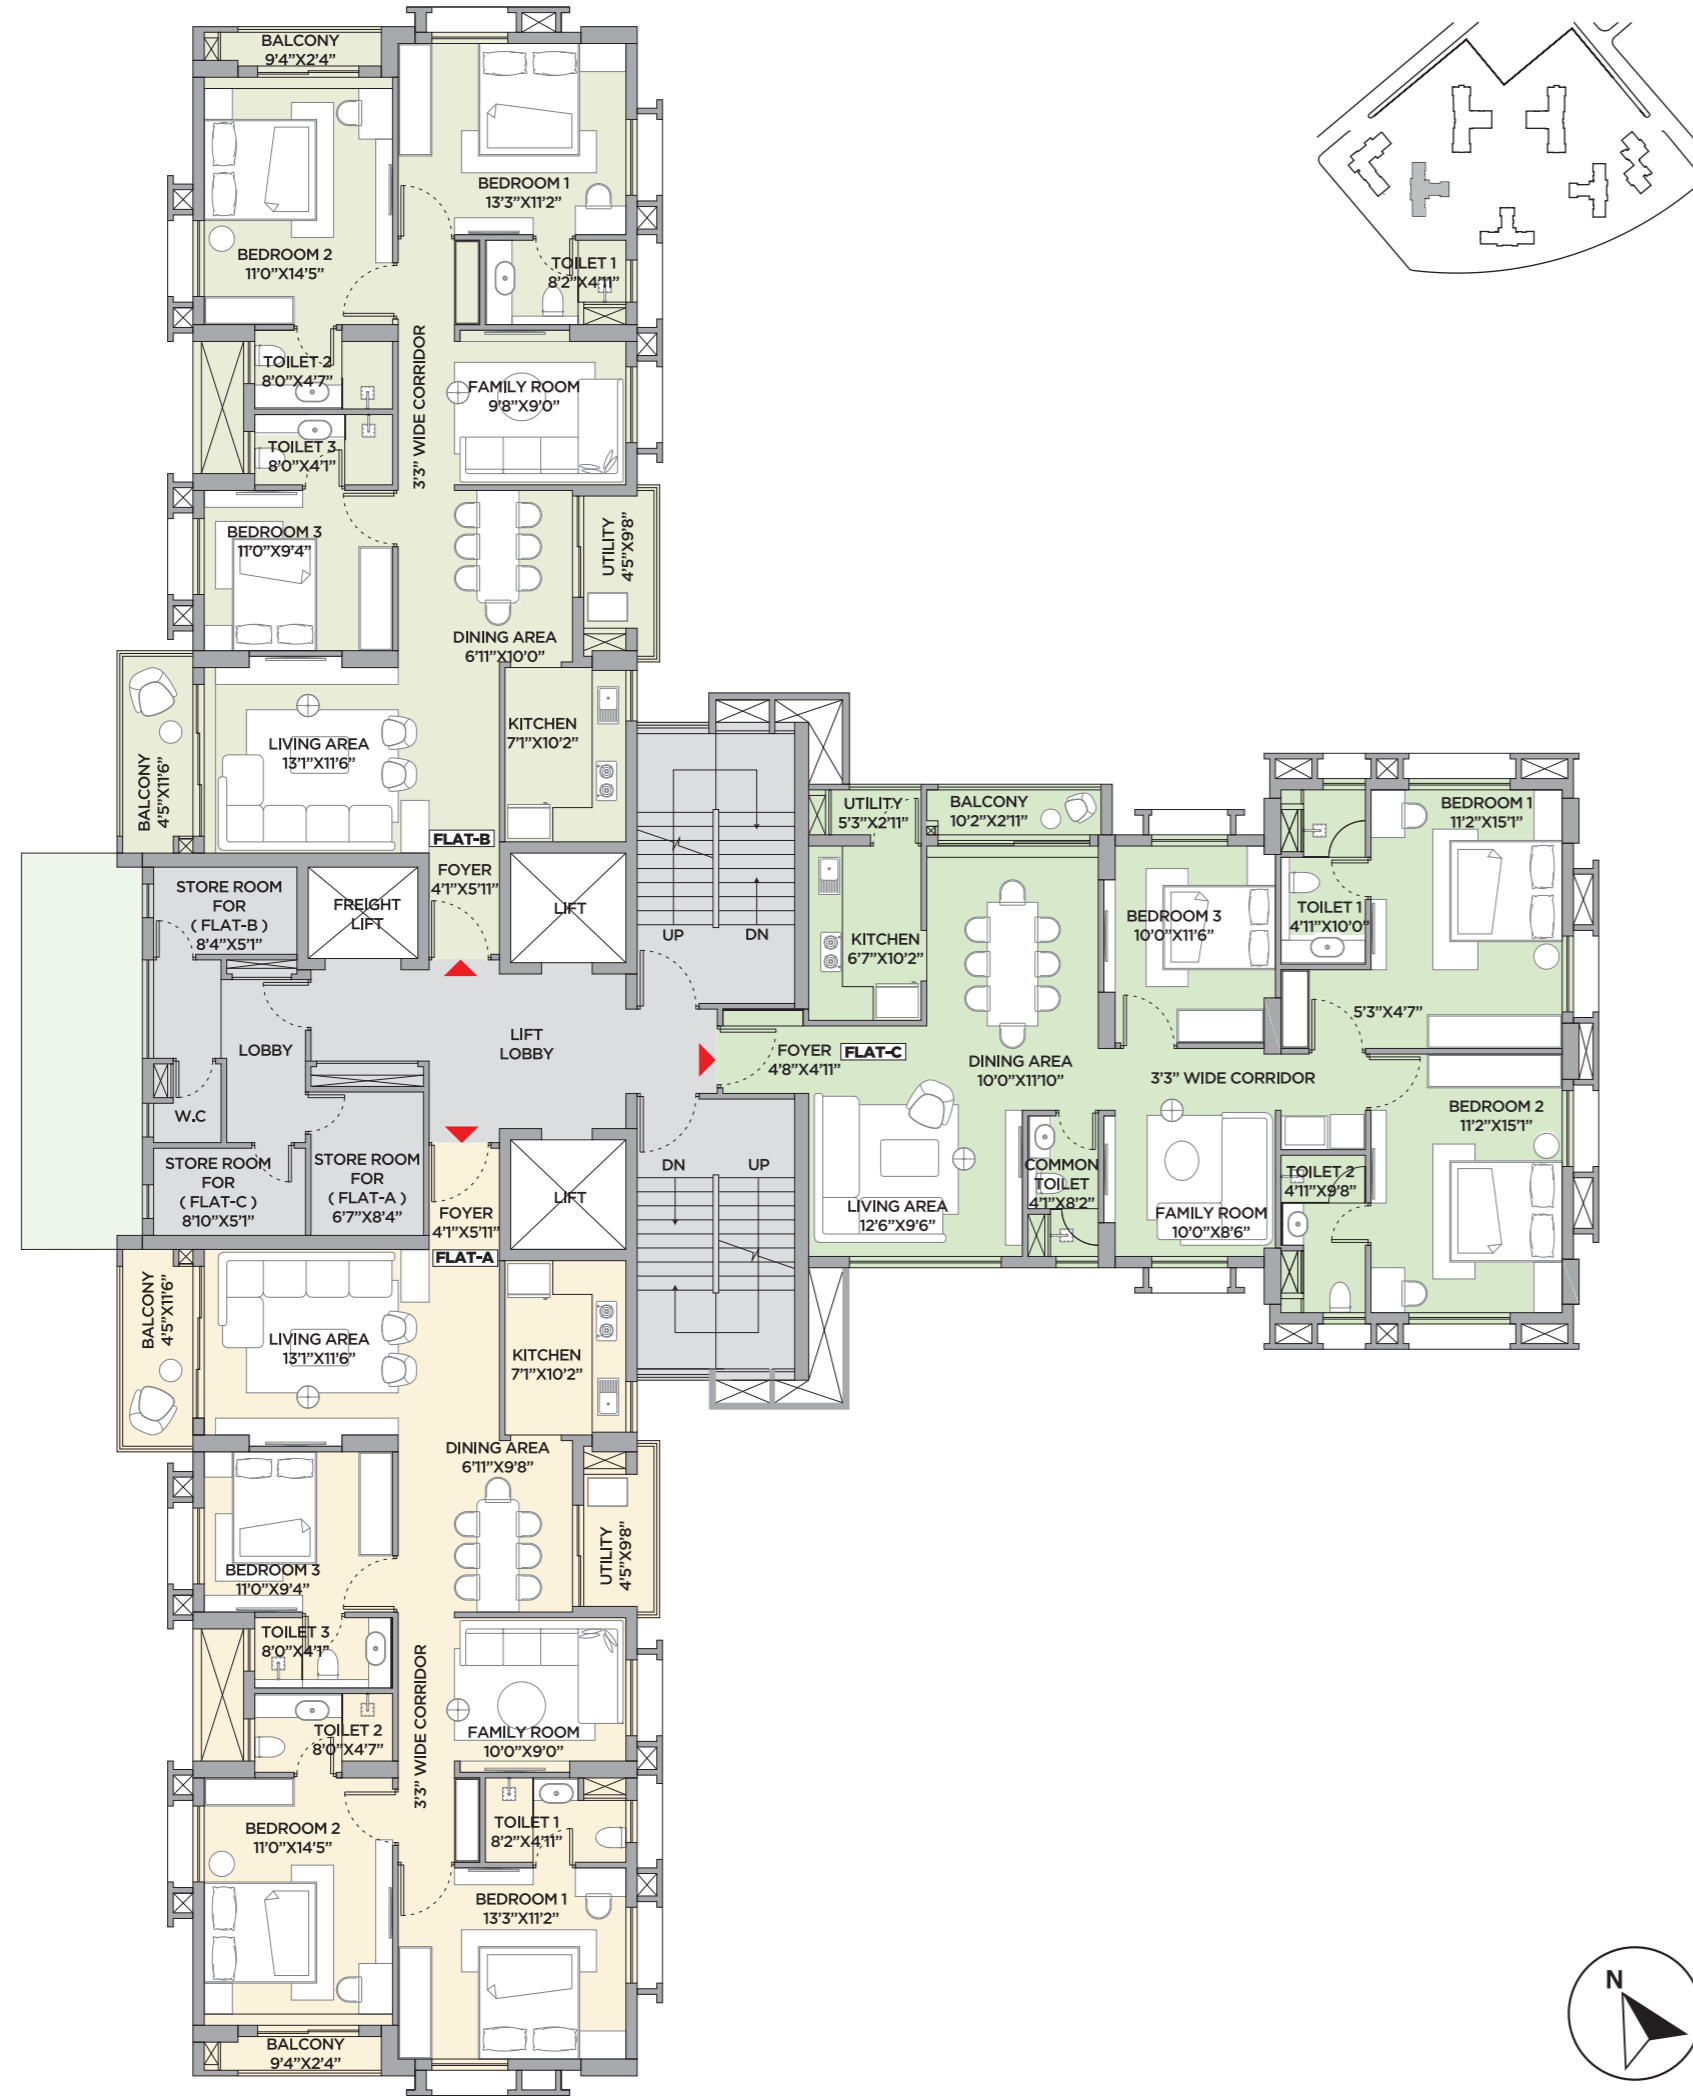 BALCONY
9'4"X2'4"
BEDROOM 1
13'3"X11'2"
BEDROOM 2
11'0"X14'5"
TOILET 1
8'2"X4'11"
TOILET 2
8'0"X4'7"
3'3" WIDE CORRIDOR
FAMILY ROOM
9'8"X9'0"
TOILET 3
8'0"X4'1"
BEDROOM 3
11'0"X9'4"
UTILITY
4'5"X9'8"
DINING AREA
6'11"X10'0"
KITCHEN
7'1"X10'2"
LIVING AREA
13'1"X11'6"
BALCONY
4'5"X11'6"
FLAT-B
FOYER
4'1"X5'11"
STORE ROOM
FOR
( FLAT-B )
8'4"X5'1"
FREIGHT
LIFT
LIFT
UP
DN
UTILITY
5'3"X2'11"
BALCONY
10'2"X2'11"
BEDROOM 1
11'2"X15'1"
KITCHEN
6'7"X10'2"
BEDROOM 3
10'0"X11'6"
TOILET 1
4'11"X10'0"
5'3"X4'7"
LOBBY
LIFT
LOBBY
FOYER
4'8"X4'11"
FLAT-C
DINING AREA
10'0"X11'10"
3'3" WIDE CORRIDOR
BEDROOM 2
11'2"X15'1"
W.C
STORE ROOM
FOR
( FLAT-C )
8'10"X5'1"
STORE ROOM
FOR
( FLAT-A )
6'7"X8'4"
FOYER
4'1"X5'11"
FLAT-A
LIFT
DN
UP
COMMON
TOILET
4'1"X8'2"
LIVING AREA
12'6"X9'6"
FAMILY ROOM
10'0"X8'6"
TOILET 2
4'11"X9'8"
BALCONY
4'5"X11'6"
LIVING AREA
13'1"X11'6"
KITCHEN
7'1"X10'2"
DINING AREA
6'11"X9'8"
UTILITY
4'5"X9'8"
BEDROOM 3
11'0"X9'4"
TOILET 3
8'0"X4'1"
3'3" WIDE CORRIDOR
TOILET 2
8'0"X4'7"
FAMILY ROOM
10'0"X9'0"
TOILET 1
8'2"X4'11"
BEDROOM 2
11'0"X14'5"
BEDROOM 1
13'3"X11'2"
BALCONY
9'4"X2'4"
N